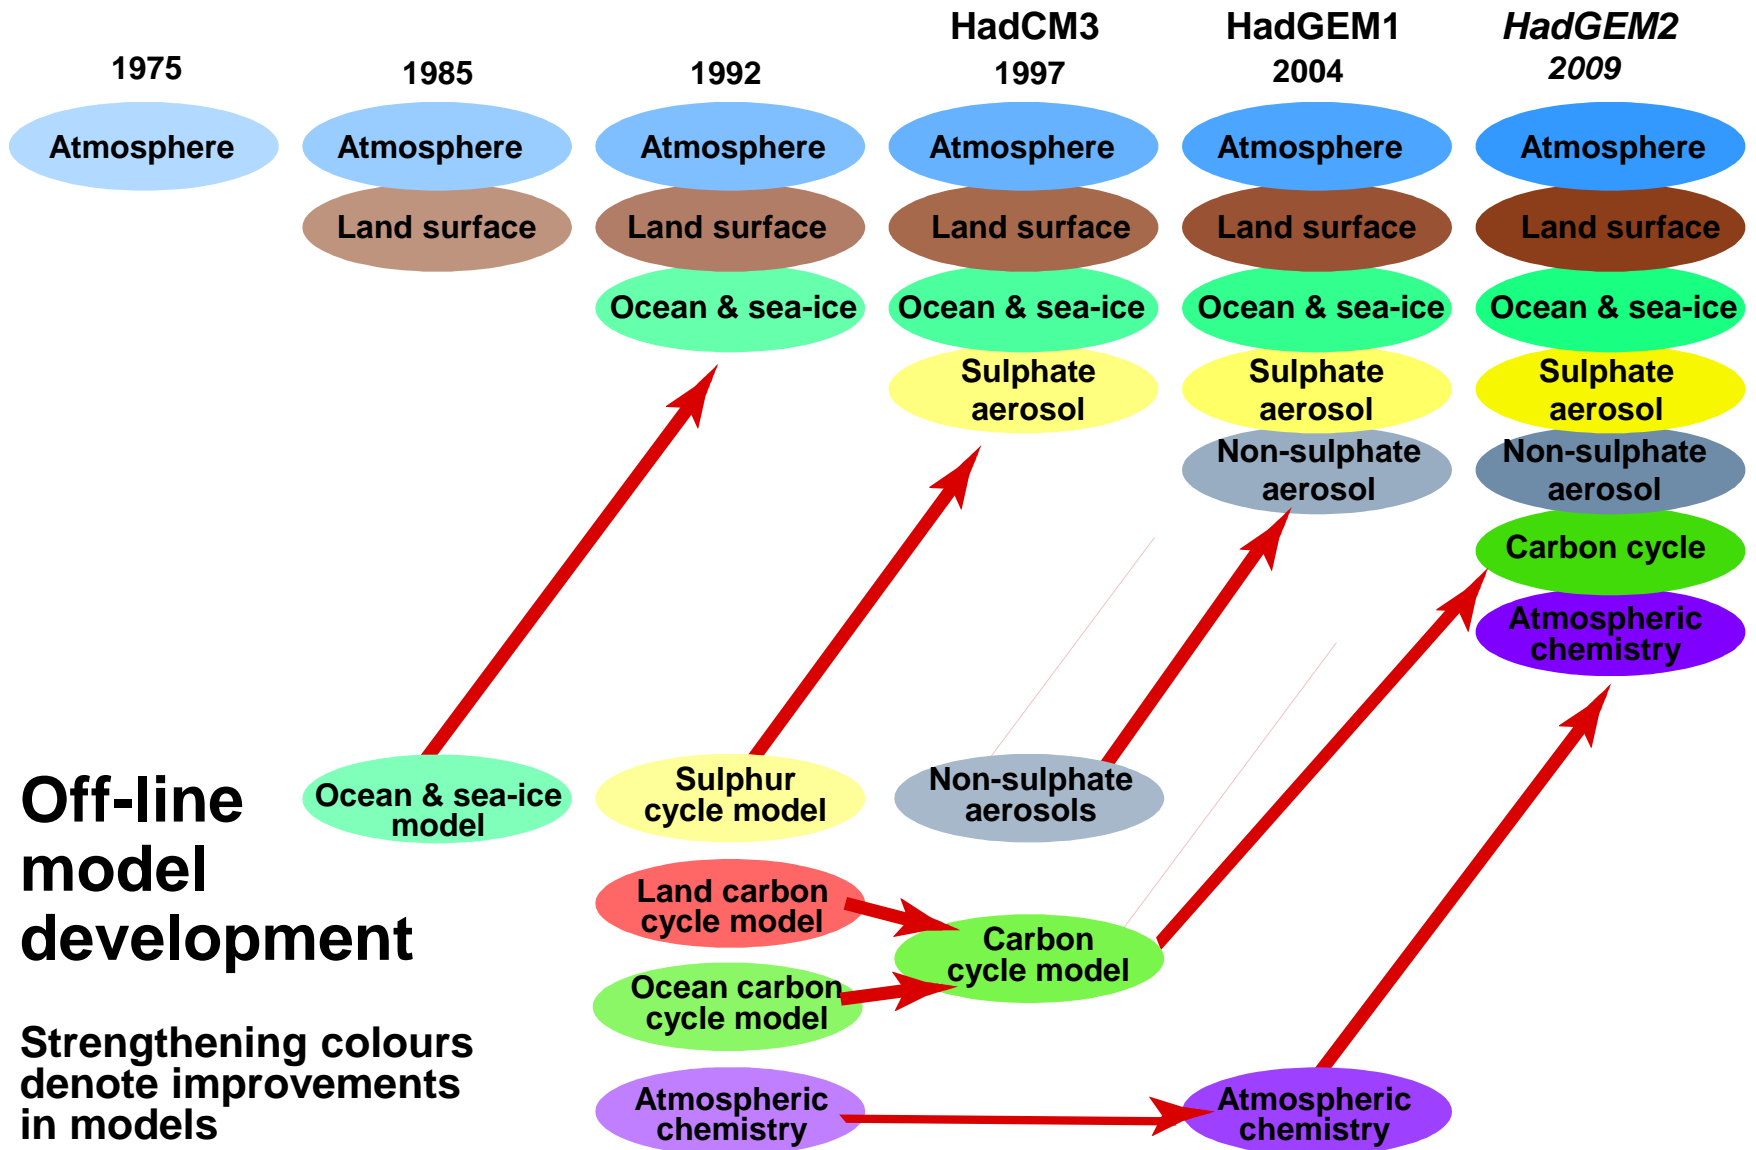 HadCM3
HadGEM1
HadGEM2
1975
1985
1992
1997
2004
2009
Atmosphere
Atmosphere
Atmosphere
Atmosphere
Atmosphere
Atmosphere
Land surface
Land surface
Land surface
Land surface
Land surface
Ocean & sea-ice
Ocean & sea-ice
Ocean & sea-ice
Ocean & sea-ice
Sulphate
aerosol
Sulphate
aerosol
Sulphate
aerosol
Non-sulphate
aerosol
Non-sulphate
aerosol
Carbon cycle
Atmospheric
chemistry
Ocean & sea-ice
model
Sulphur
cycle model
Non-sulphate
aerosols
Land carbon
cycle model
Carbon
cycle model
Ocean carbon
cycle model
Atmospheric
chemistry
Atmospheric
chemistry
Off-line
model
development
Strengthening colours
denote improvements
in models